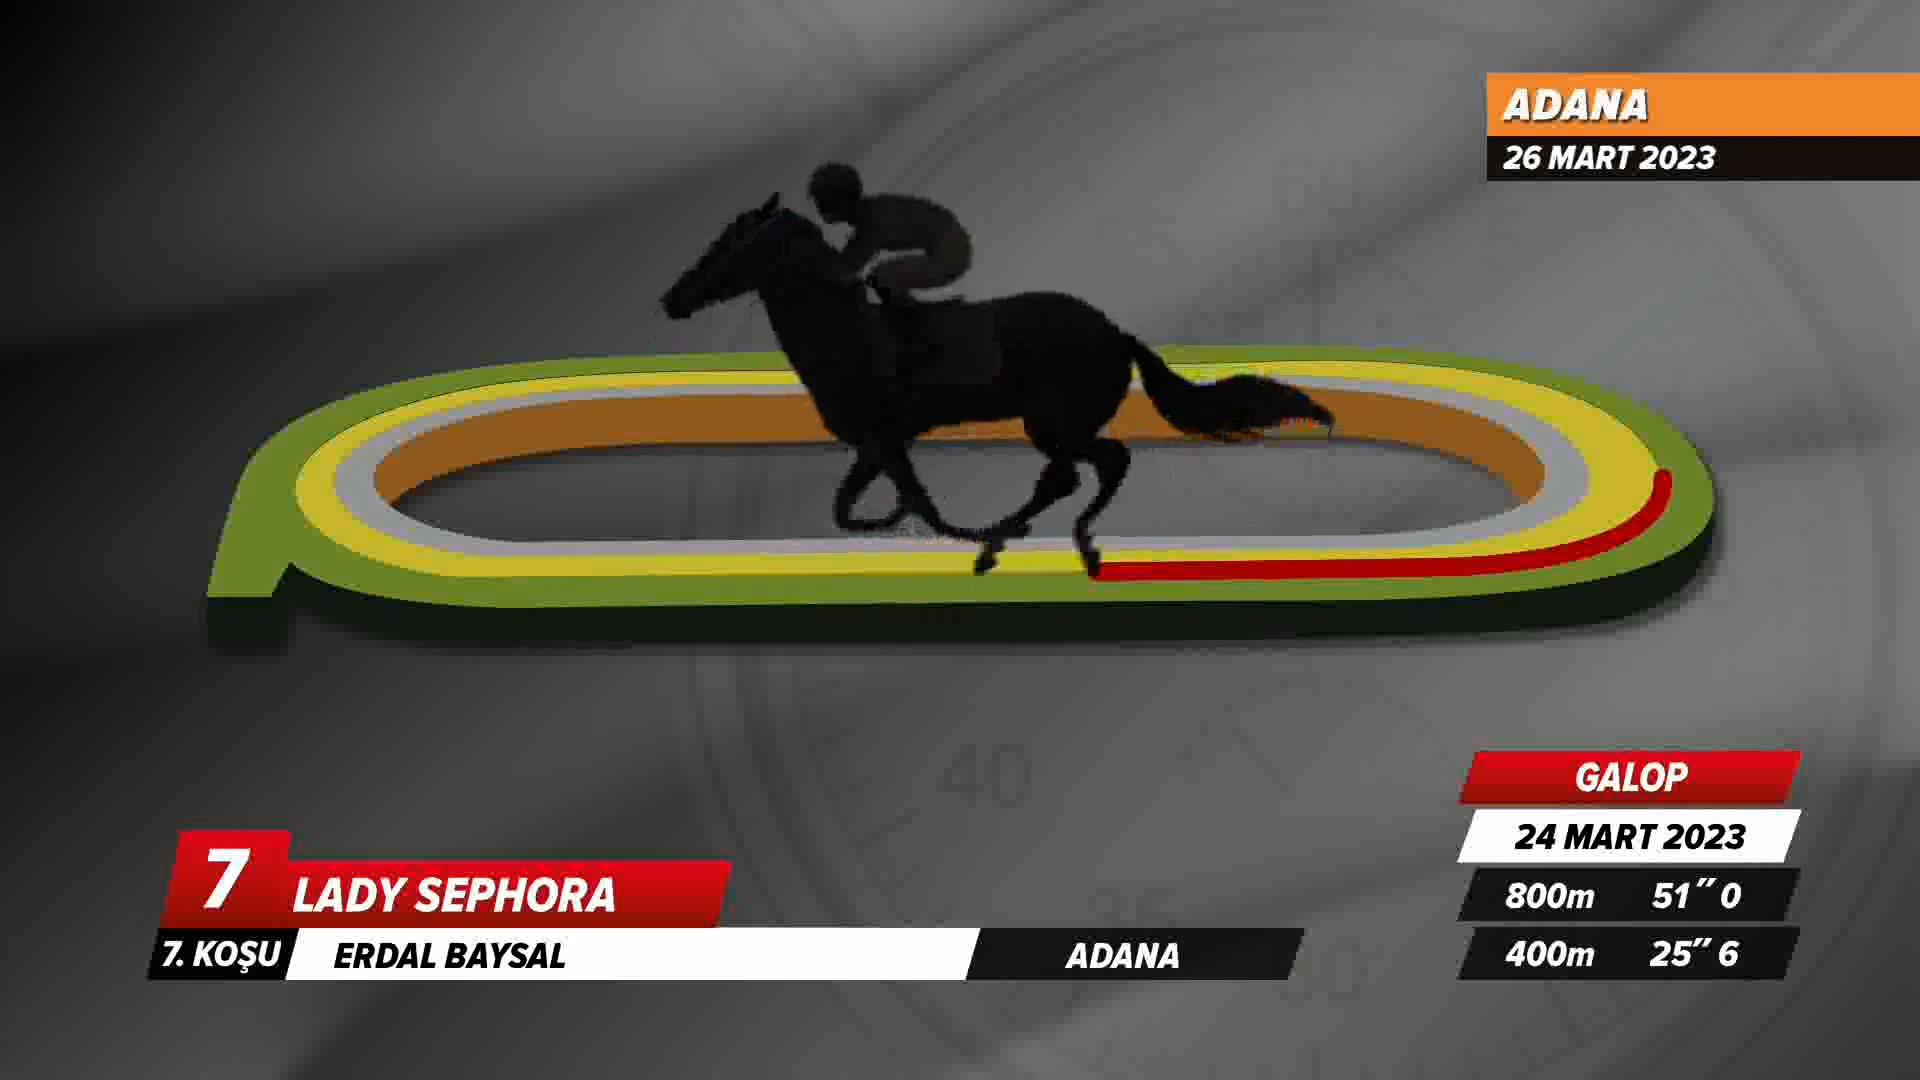 ADANA
26 MART 2023
40
GALOP
24 MART 2023
800m 51″0
400m 25″6
7
LADY SEPHORA
7. KOŞU
ERDAL BAYSAL
ADANA